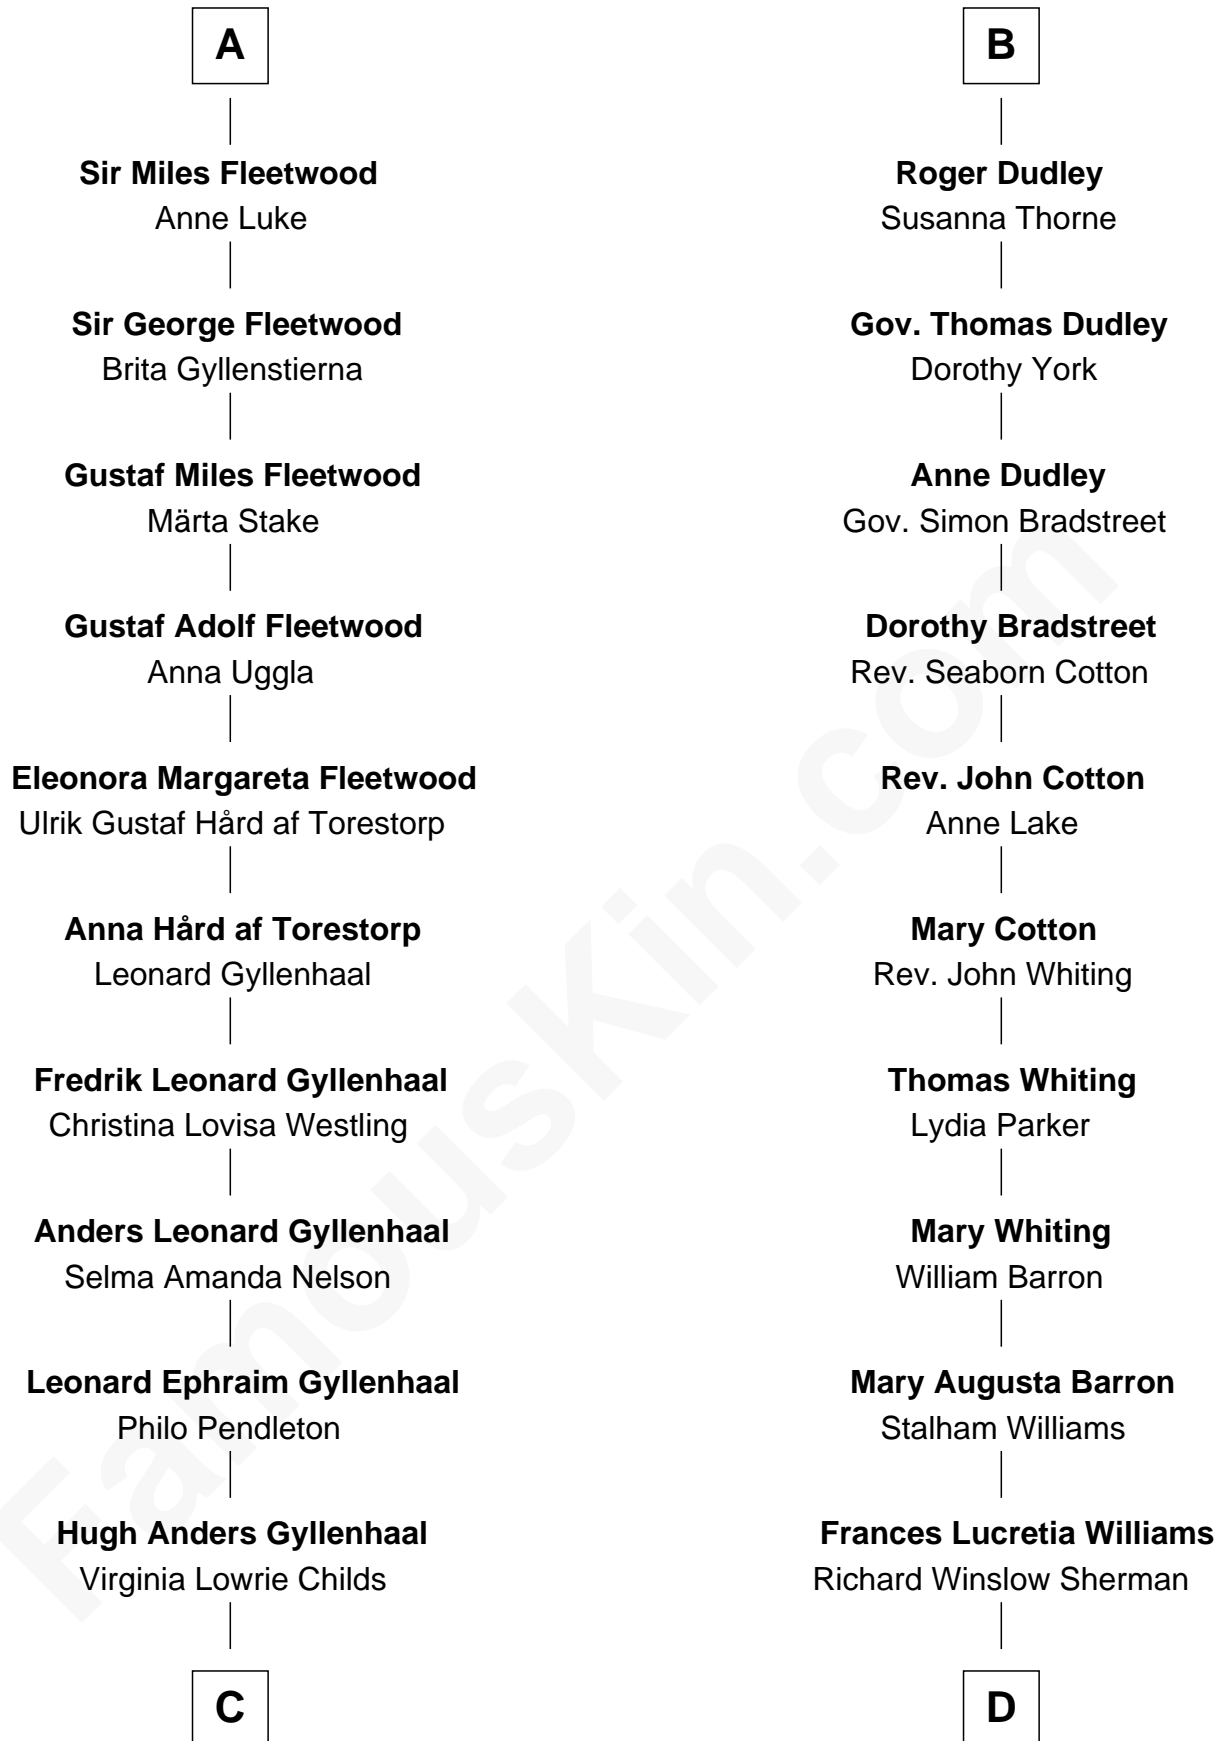 A
Sir Miles Fleetwood
Anne Luke
Sir George Fleetwood
Brita Gyllenstierna
Gustaf Miles Fleetwood
Märta Stake
Gustaf Adolf Fleetwood
Anna Uggla
Eleonora Margareta Fleetwood
Ulrik Gustaf Hård af Torestorp
Anna Hård af Torestorp
Leonard Gyllenhaal
Fredrik Leonard Gyllenhaal
Christina Lovisa Westling
Anders Leonard Gyllenhaal
Selma Amanda Nelson
Leonard Ephraim Gyllenhaal
Philo Pendleton
Hugh Anders Gyllenhaal
Virginia Lowrie Childs
C
B
Roger Dudley
Susanna Thorne
Gov. Thomas Dudley
Dorothy York
Anne Dudley
Gov. Simon Bradstreet
Dorothy Bradstreet
Rev. Seaborn Cotton
Rev. John Cotton
Anne Lake
Mary Cotton
Rev. John Whiting
Thomas Whiting
Lydia Parker
Mary Whiting
William Barron
Mary Augusta Barron
Stalham Williams
Frances Lucretia Williams
Richard Winslow Sherman
D
FamousKin.com